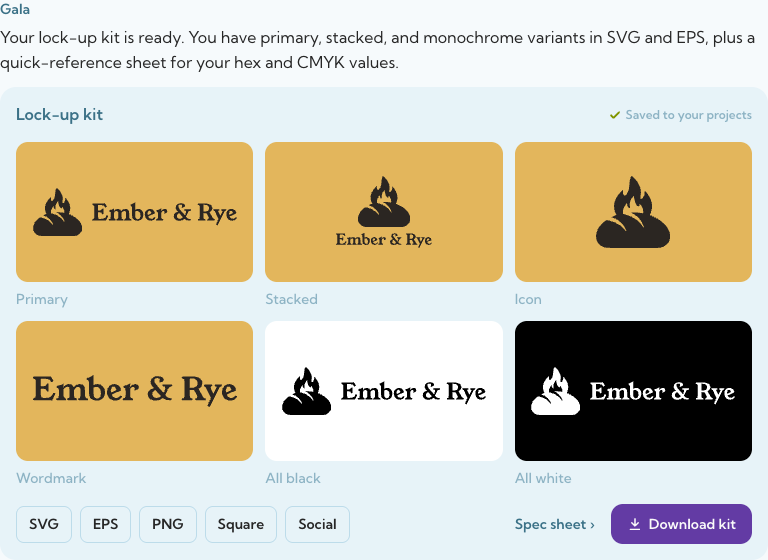 Gala
Your lock-up kit is ready. You have primary, stacked, and monochrome variants in SVG and EPS, plus a
quick-reference sheet for your hex and CMYK values.
Lock-up kit
Saved to your projects
Ember & Rye
Ember & Rye
Primary
Stacked
Icon
Ember & Rye
Ember & Rye
Ember & Rye
Wordmark
All black
All white
SVG
EPS
PNG
Square
Social
Spec sheet ›
Download kit